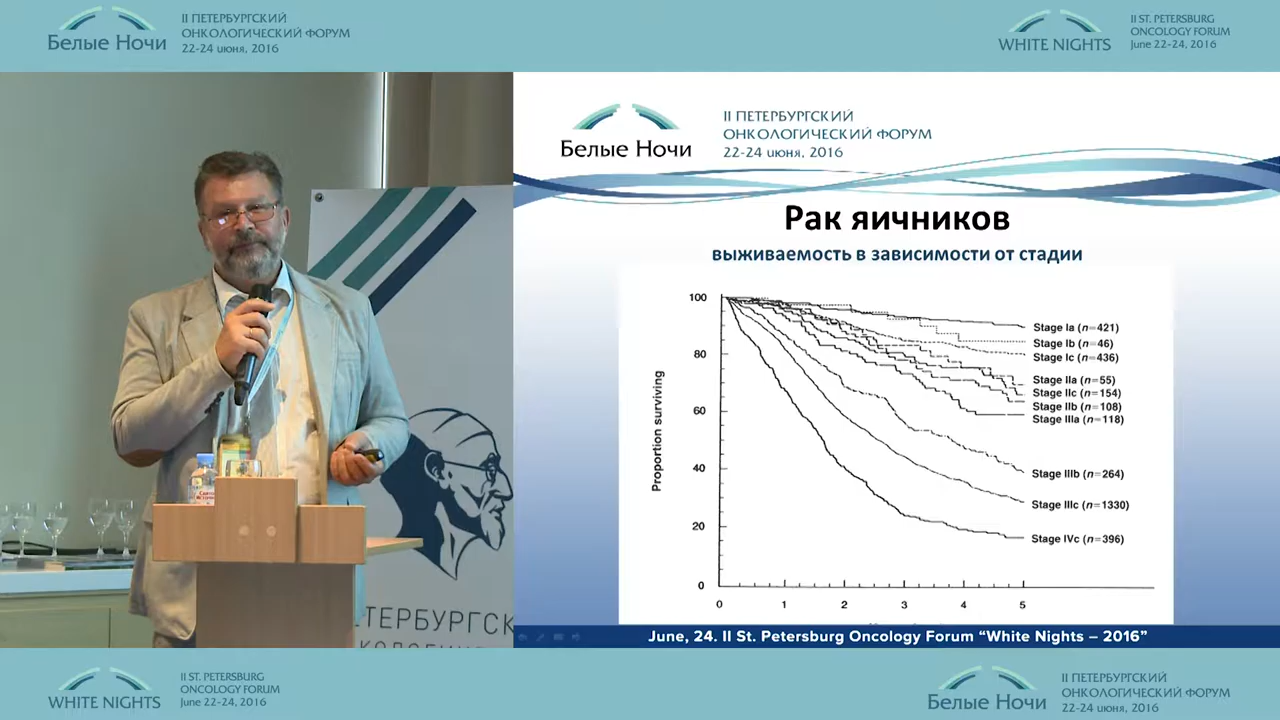 Белые Ночи
II ПЕТЕРБУРГСКИЙ
ОНКОЛОГИЧЕСКИЙ ФОРУМ
22-24 июня, 2016
WHITE NIGHTS
II ST. PETERSBURG
ONCOLOGY FORUM
June 22-24, 2016
Белые Ночи
II ПЕТЕРБУРГСКИЙ
ОНКОЛОГИЧЕСКИЙ ФОРУМ
22-24 июня, 2016
Рак яичников
выживаемость в зависимости от стадии
Proportion surviving
100
80
60
40
20
0
0 1 2 3 4 5
Stage Ia (n=421)
Stage Ib (n=46)
Stage Ic (n=436)
Stage IIa (n=55)
Stage IIc (n=154)
Stage IIb (n=108)
Stage IIIa (n=118)
Stage IIIb (n=264)
Stage IIIc (n=1330)
Stage IVc (n=396)
June, 24. II St. Petersburg Oncology Forum “White Nights – 2016”
ТЕРБУРГСК
WHITE NIGHTS
II ST. PETERSBURG
ONCOLOGY FORUM
June 22-24, 2016
Белые Ночи
II ПЕТЕРБУРГСКИЙ
ОНКОЛОГИЧЕСКИЙ ФОРУМ
22-24 июня, 2016